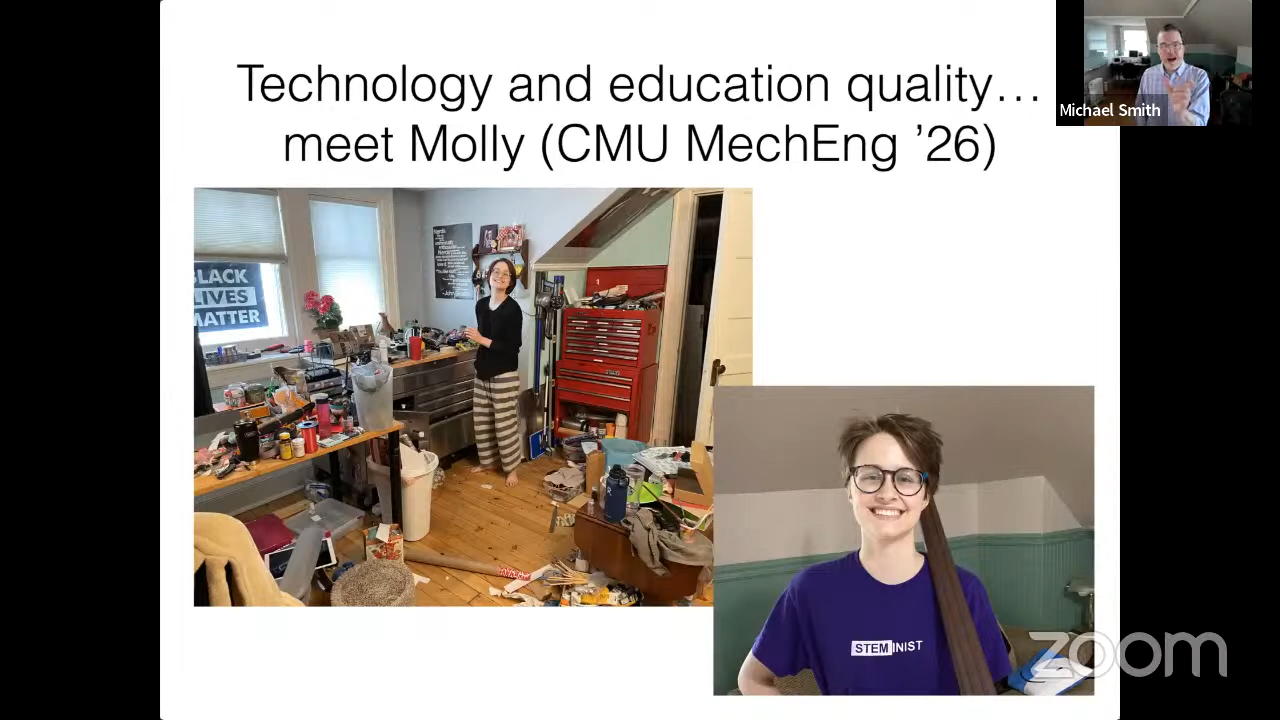 Technology and education quality…
meet Molly (CMU MechEng ’26)
Michael Smith
BLACK
LIVES
MATTER
STEMINIST
zoom